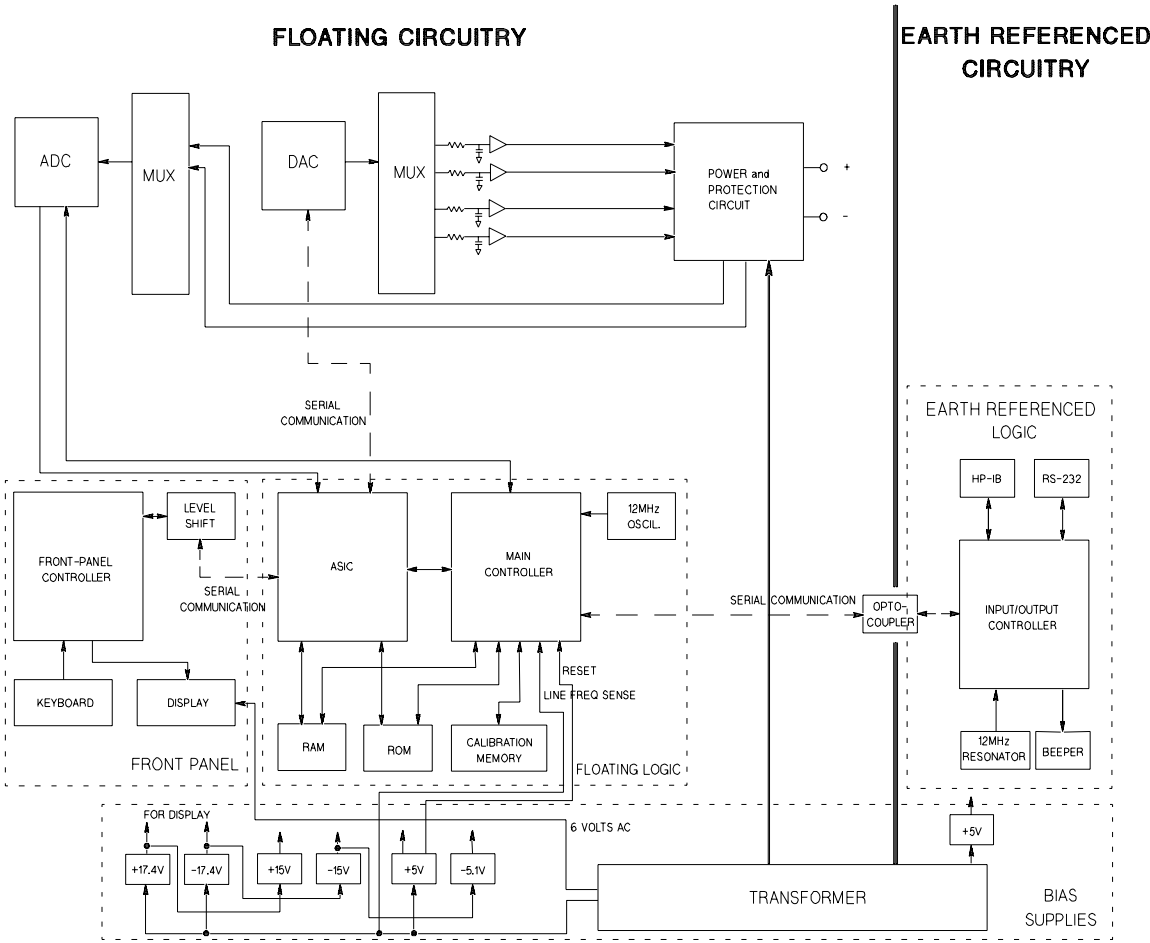 FLOATING CIRCUITRY
EARTH REFERENCED
CIRCUITRY
ADC
MUX
DAC
MUX
POWER and
PROTECTION
CIRCUIT
+
-
SERIAL
COMMUNICATION
EARTH REFERENCED
LOGIC
HP-IB
RS-232
LEVEL
SHIFT
12MHz
OSCIL.
FRONT-PANEL
CONTROLLER
ASIC
MAIN
CONTROLLER
SERIAL
COMMUNICATION
SERIAL COMMUNICATION
OPTO-
COUPLER
INPUT/OUTPUT
CONTROLLER
RESET
LINE FREQ SENSE
KEYBOARD
DISPLAY
RAM
ROM
CALIBRATION
MEMORY
12MHz
RESONATOR
BEEPER
FRONT PANEL
FLOATING LOGIC
FOR DISPLAY
6 VOLTS AC
+5V
+17.4V
-17.4V
+15V
-15V
+5V
-5.1V
TRANSFORMER
BIAS
SUPPLIES